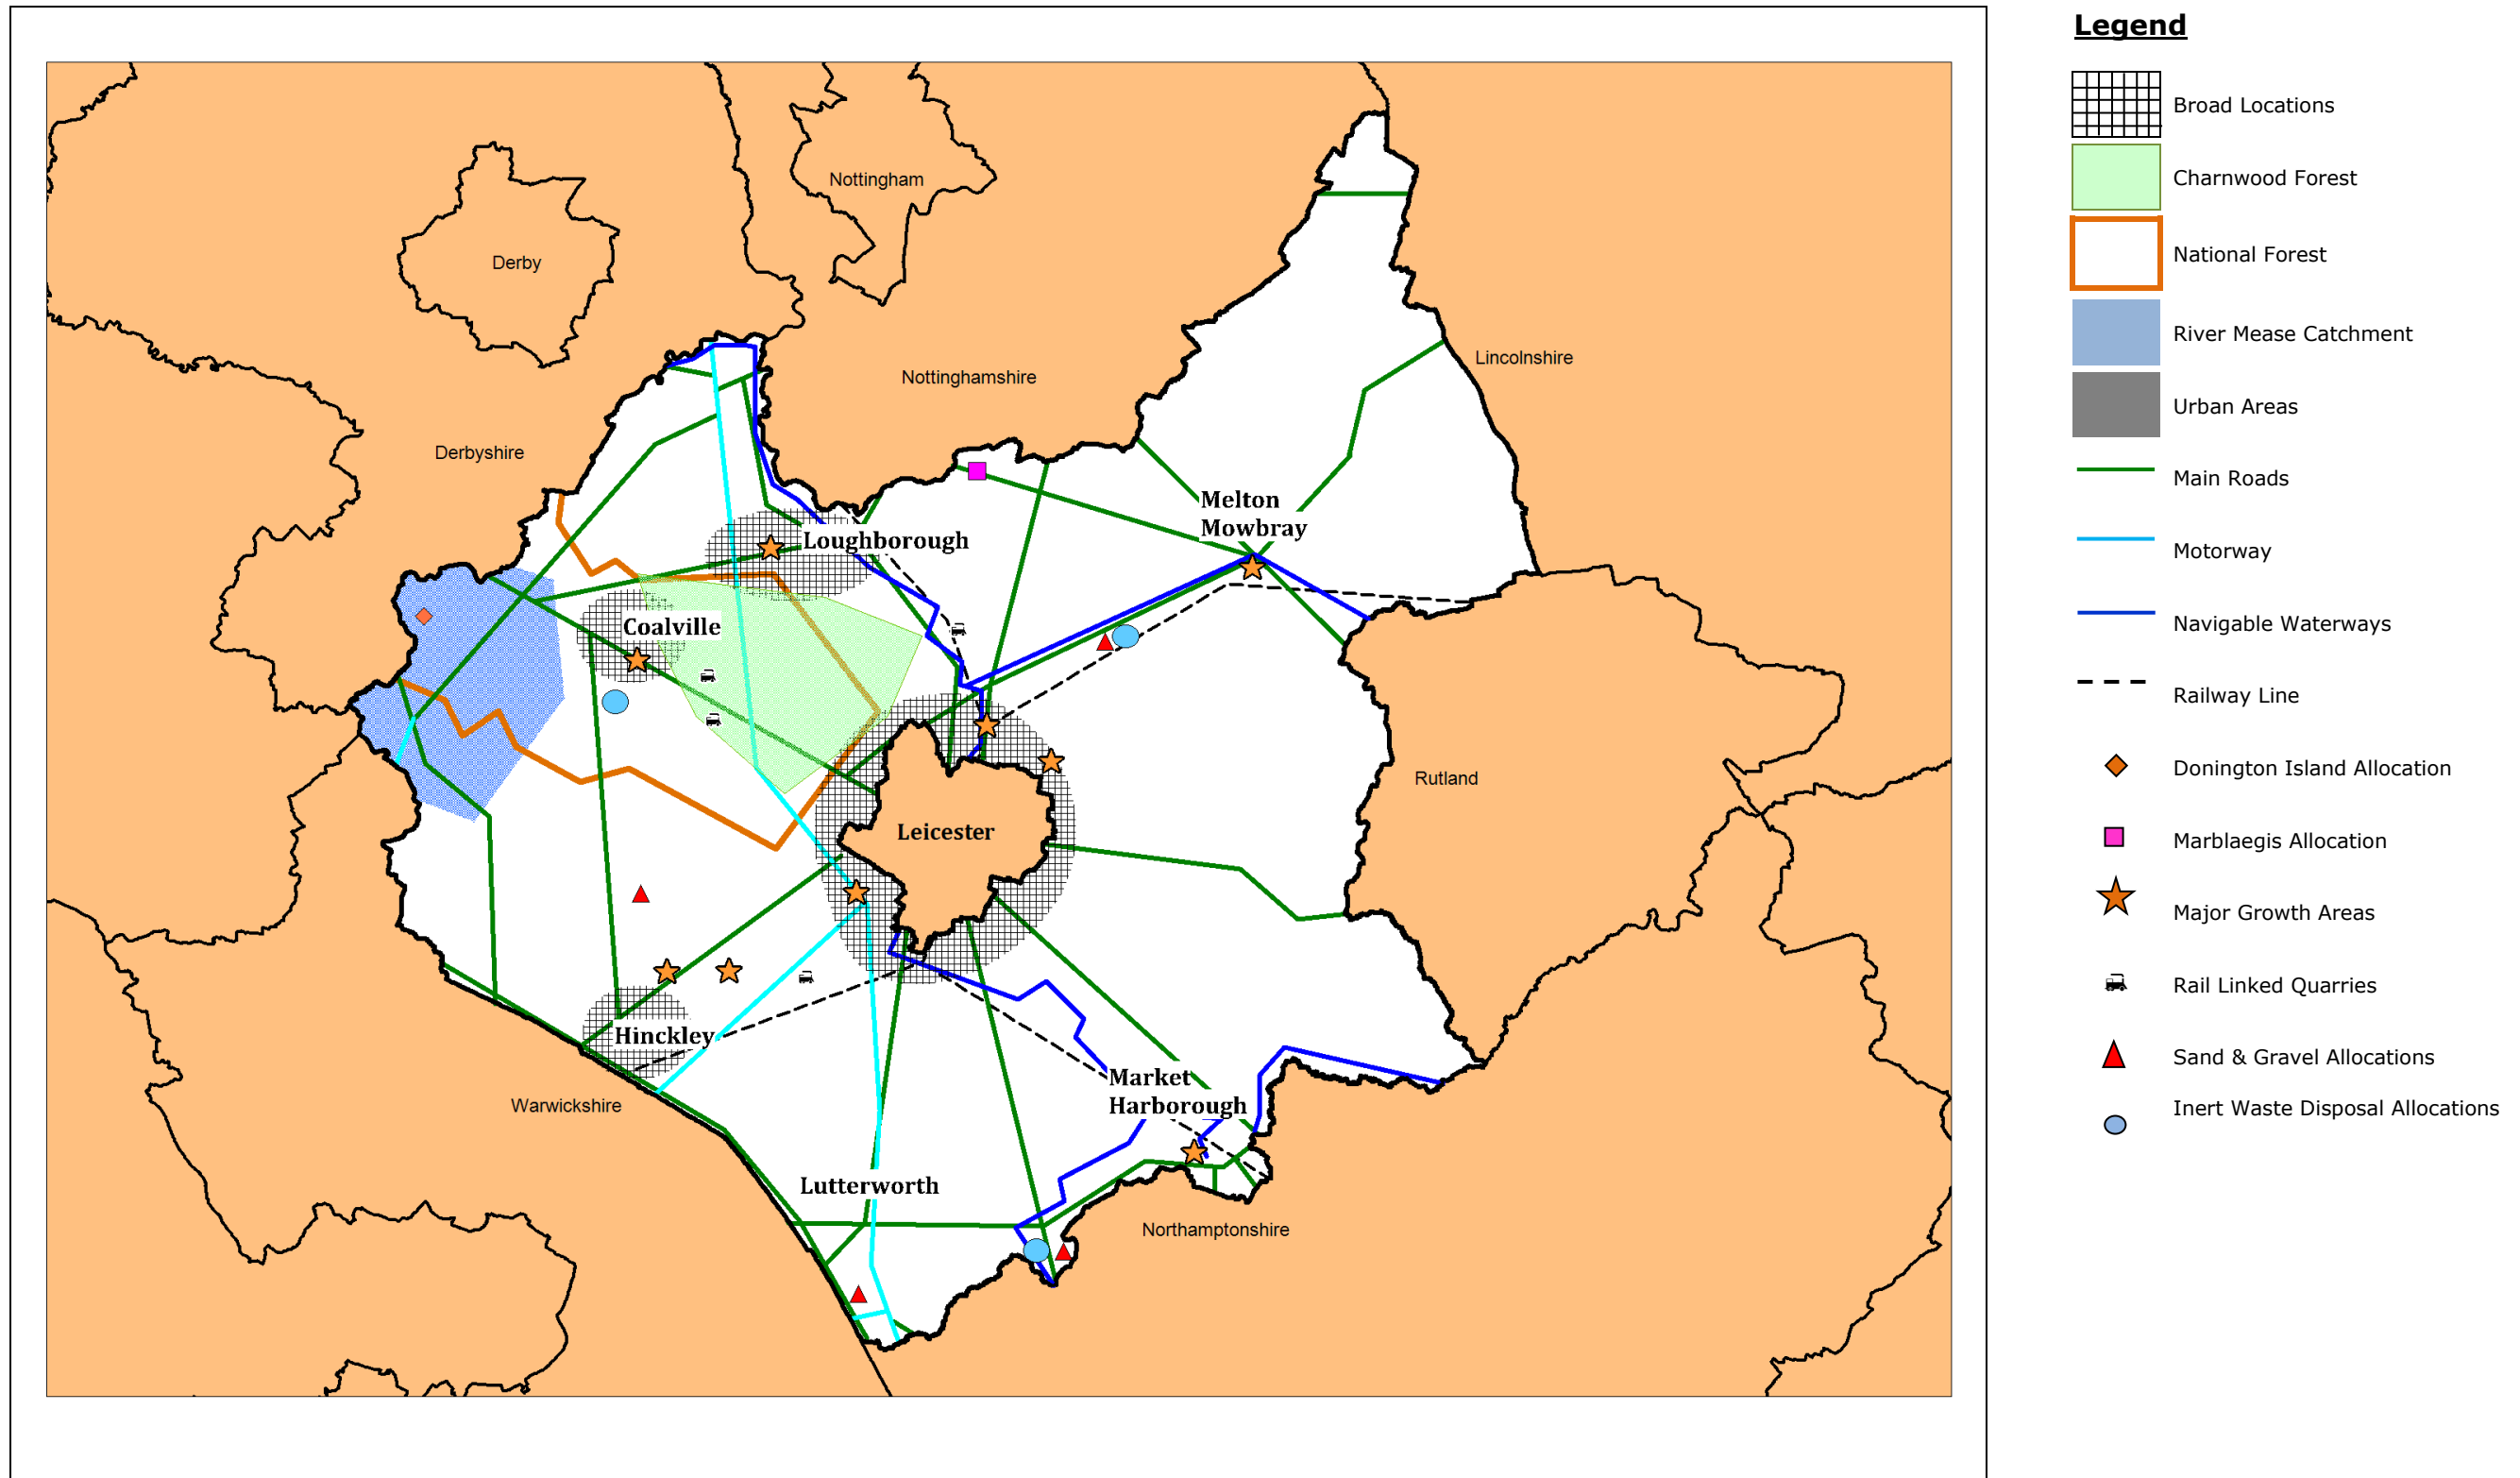 Legend
Broad Locations
Charnwood Forest
National Forest
River Mease Catchment
Urban Areas
Main Roads
Motorway
Navigable Waterways
Railway Line
Donington Island Allocation
Marblaegis Allocation
Major Growth Areas
Rail Linked Quarries
Sand & Gravel Allocations
Inert Waste Disposal Allocations
Nottingham
Derby
Lincolnshire
Nottinghamshire
Derbyshire
Melton
Mowbray
Loughborough
Coalville
Rutland
Leicester
Hinckley
Market
Harborough
Warwickshire
Lutterworth
Northamptonshire